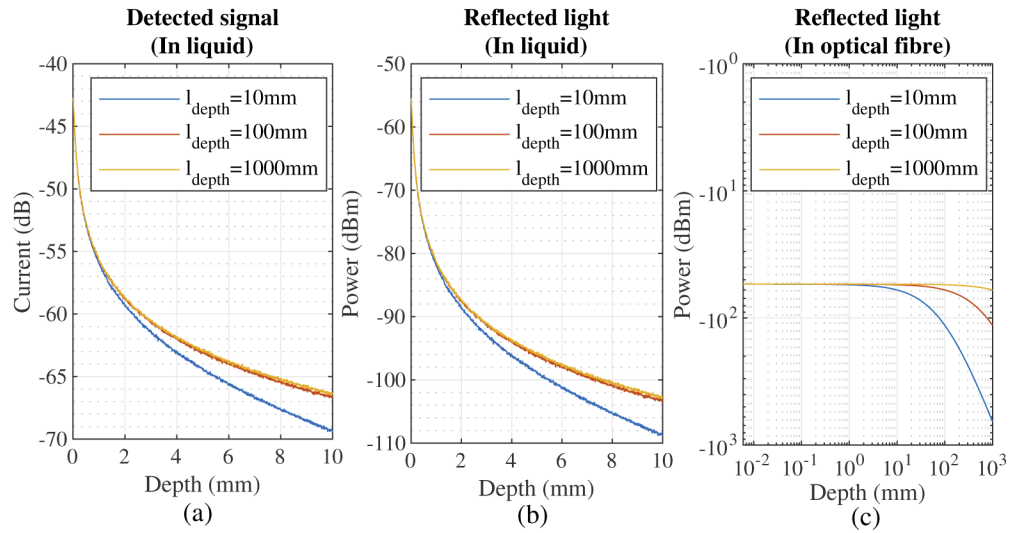 Detected signal
(In liquid)
-40
-45
-50
-55
-60
-65
-70
Current (dB)
l_depth=10mm
l_depth=100mm
l_depth=1000mm
0 2 4 6 8 10
Depth (mm)
(a)
Reflected light
(In liquid)
-50
-60
-70
-80
-90
-100
-110
Power (dBm)
l_depth=10mm
l_depth=100mm
l_depth=1000mm
0 2 4 6 8 10
Depth (mm)
(b)
Reflected light
(In optical fibre)
-10^0
-10^1
-10^2
-10^3
Power (dBm)
l_depth=10mm
l_depth=100mm
l_depth=1000mm
10^-2 10^-1 10^0 10^1 10^2 10^3
Depth (mm)
(c)